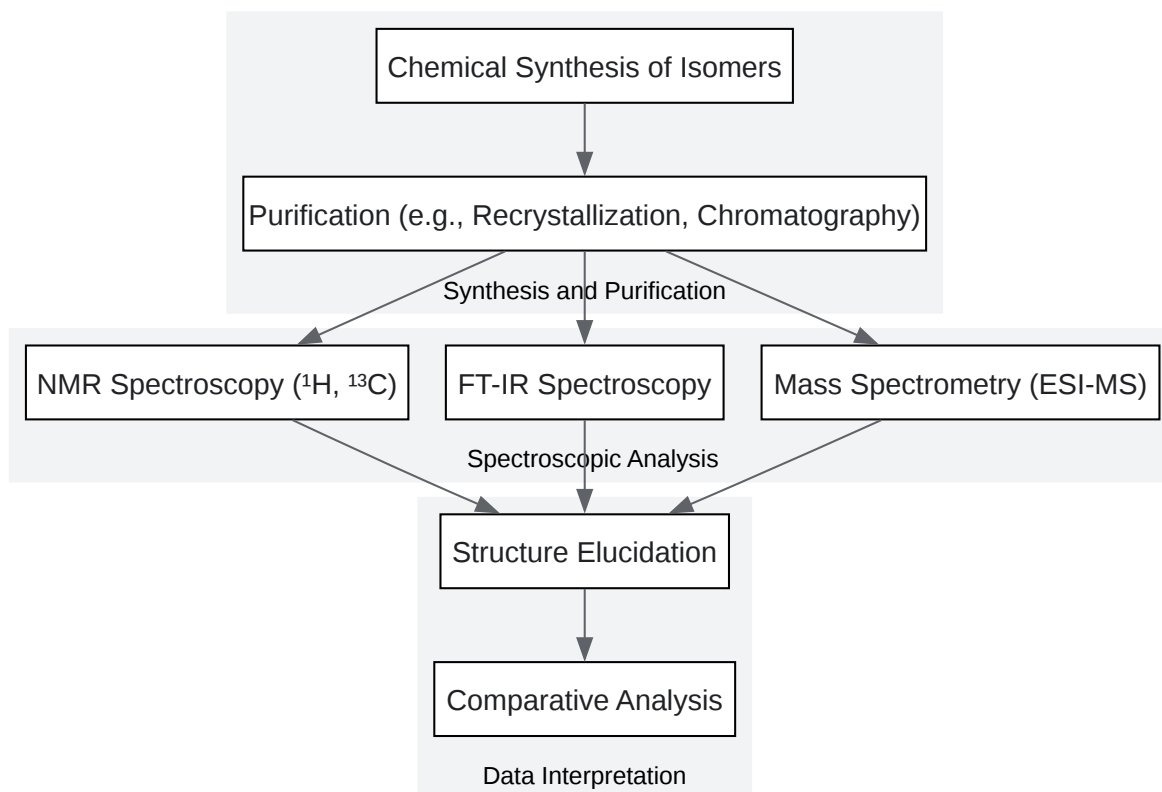 Chemical Synthesis of Isomers
Purification (e.g., Recrystallization, Chromatography)
Synthesis and Purification
NMR Spectroscopy (¹H, ¹³C)
FT-IR Spectroscopy
Mass Spectrometry (ESI-MS)
Spectroscopic Analysis
Structure Elucidation
Comparative Analysis
Data Interpretation